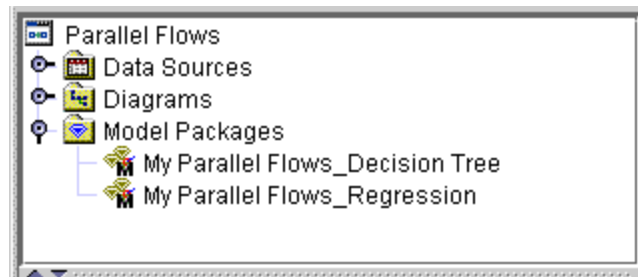 Parallel Flows
Data Sources
Diagrams
Model Packages
My Parallel Flows_Decision Tree
My Parallel Flows_Regression